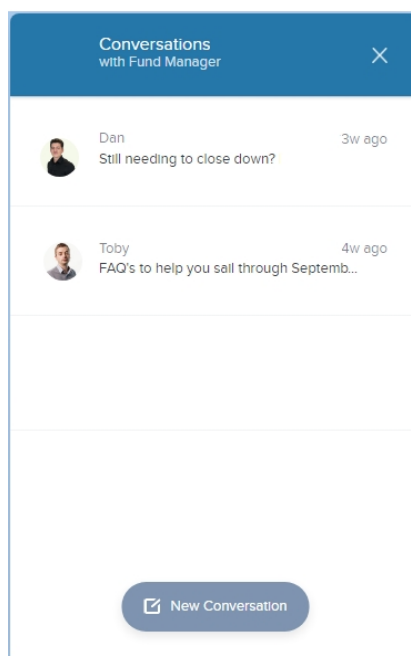 Conversations
with Fund Manager
Dan
3w ago
Still needing to close down?
Toby
4w ago
FAQ's to help you sail through Septemb...
New Conversation